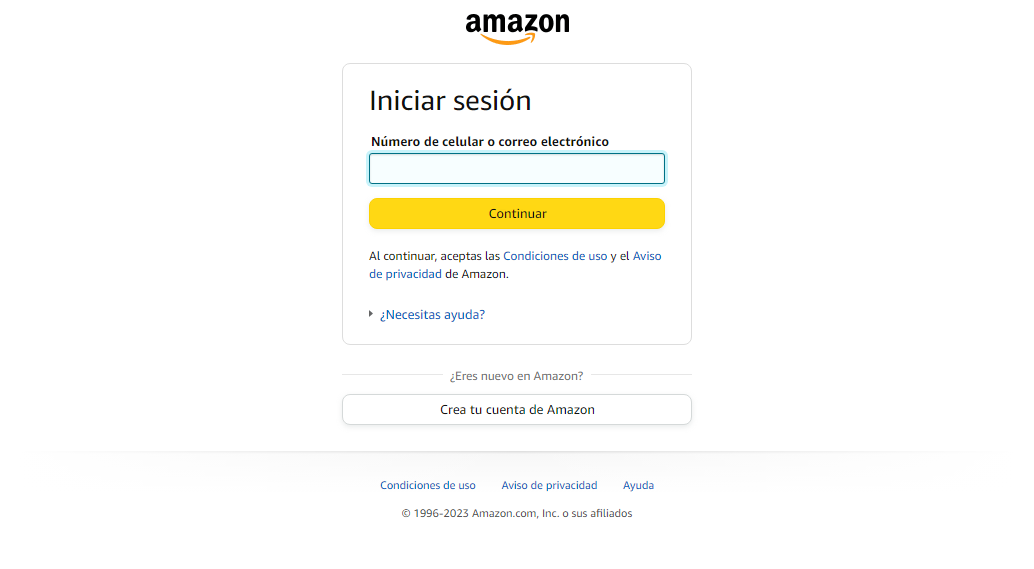 amazon
Iniciar sesión
Número de celular o correo electrónico
Continuar
Al continuar, aceptas las Condiciones de uso y el Aviso
de privacidad de Amazon.
¿Necesitas ayuda?
¿Eres nuevo en Amazon?
Crea tu cuenta de Amazon
Condiciones de uso Aviso de privacidad Ayuda
© 1996-2023 Amazon.com, Inc. o sus afiliados